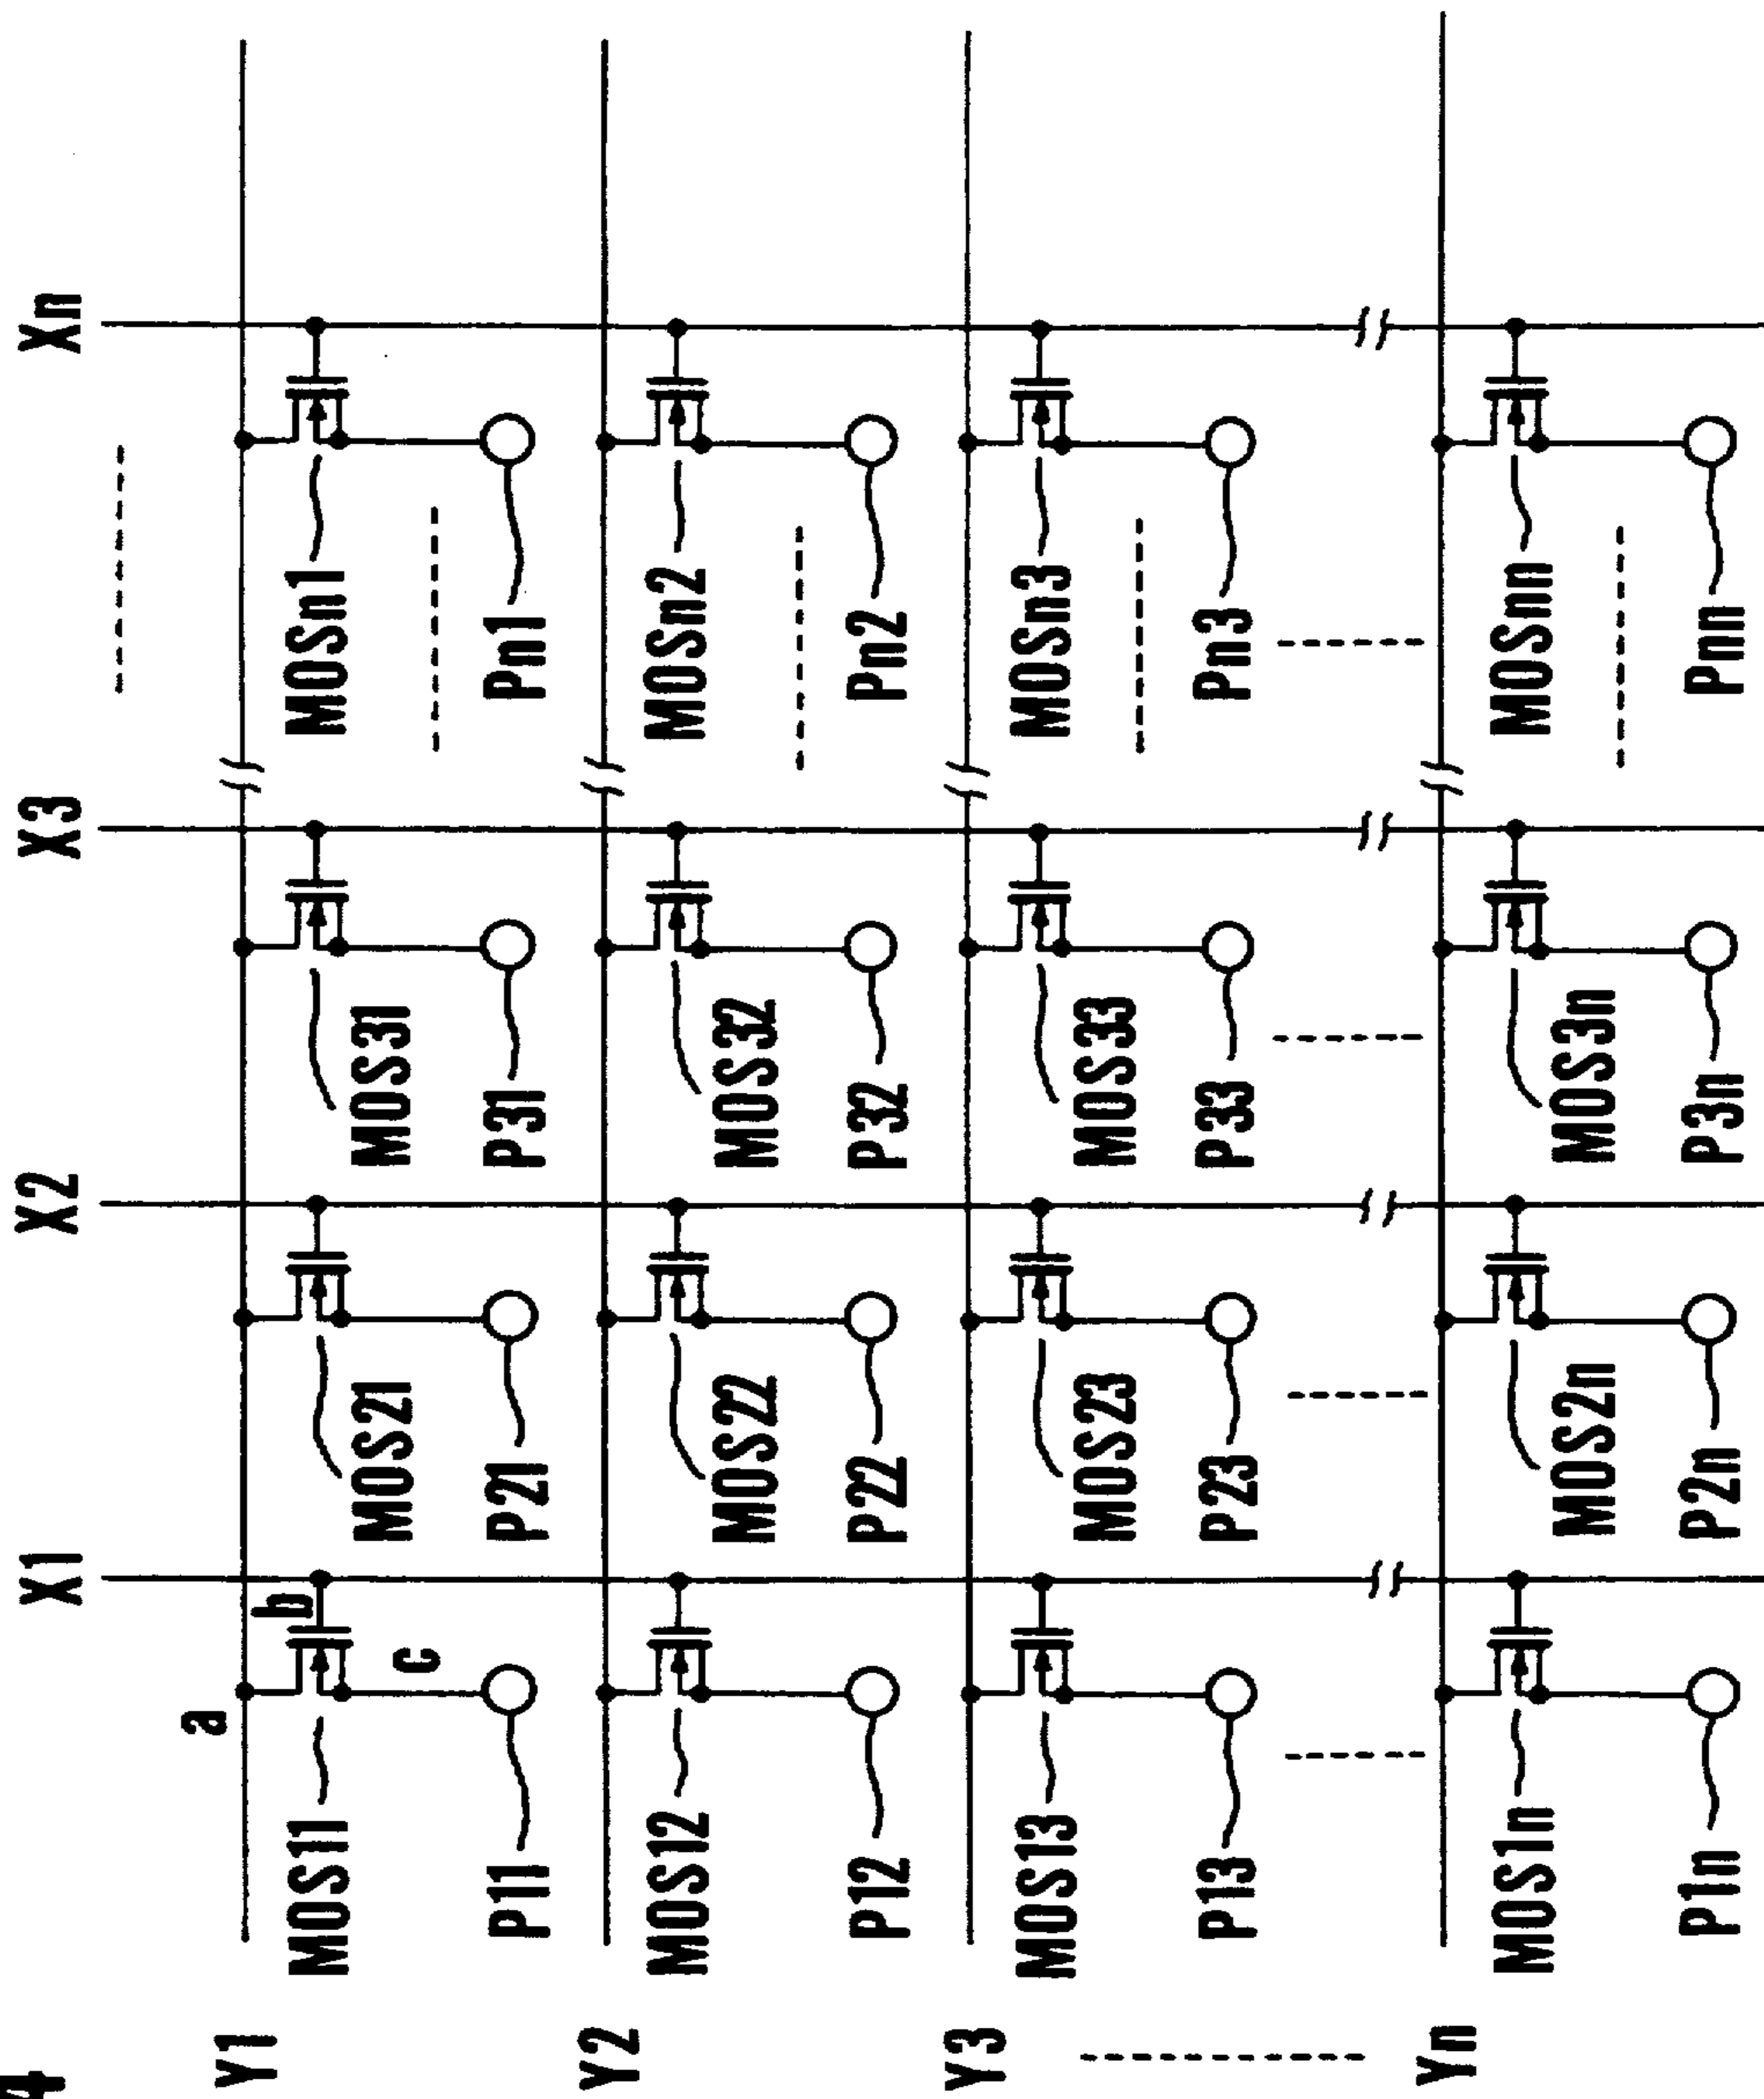 4
X1 X2 X3 Xn
a
Y1
b
MOS11 MOS21 MOS31 MOSn1
c
P11 P21 P31 Pn1
Y2
MOS12 MOS22 MOS32 MOSn2
P12 P22 P32 Pn2
Y3
MOS13 MOS23 MOS33 MOSn3
P13 P23 P33 Pn3
Yn
MOS1n MOS2n MOS3n MOSnn
P1n P2n P3n Pnn